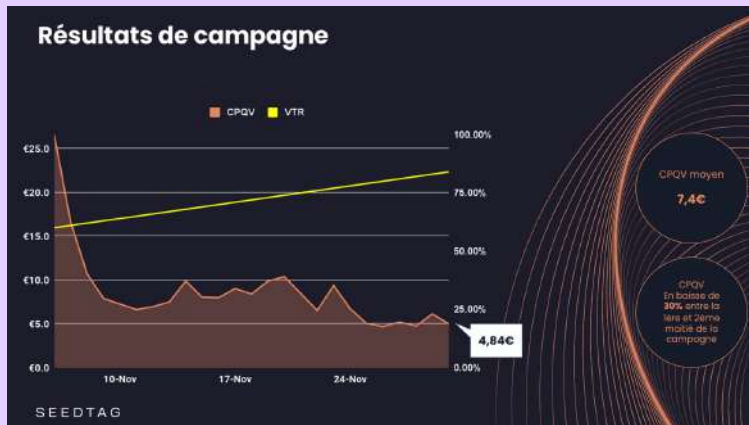 Résultats de campagne
CPQV
VTR
€25.0
€20.0
€15.0
€10.0
€5.0
€0.0
100.00%
75.00%
50.00%
25.00%
0.00%
10-Nov
17-Nov
24-Nov
4,84€
CPQV moyen
7,4€
CPQV
En baisse de
30% entre la
1ère et 2ème
moitié de la
campagne
SEEDTAG